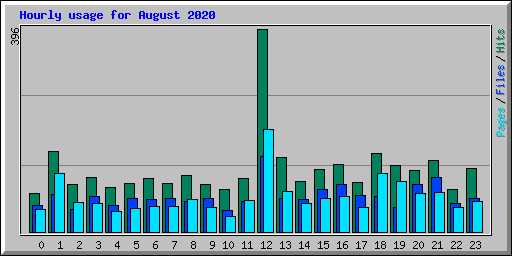 Hourly usage for August 2020
396
Pages / Files / Hits
0 1 2 3 4 5 6 7 8 9 10 11 12 13 14 15 16 17 18 19 20 21 22 23